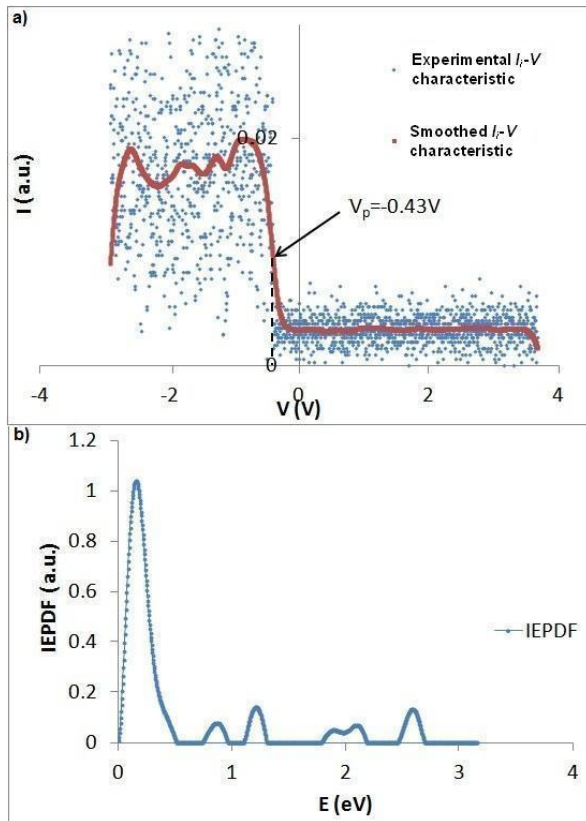 a)
I (a.u.)
0.02
Experimental Iᵢ-V
characteristic
Smoothed Iᵢ-V
characteristic
Vₚ=-0.43V
0
-4
-2
0
2
4
V (V)
b)
IEPDF (a.u.)
1.2
1
0.8
0.6
0.4
0.2
0
IEPDF
0
1
2
3
4
E (eV)